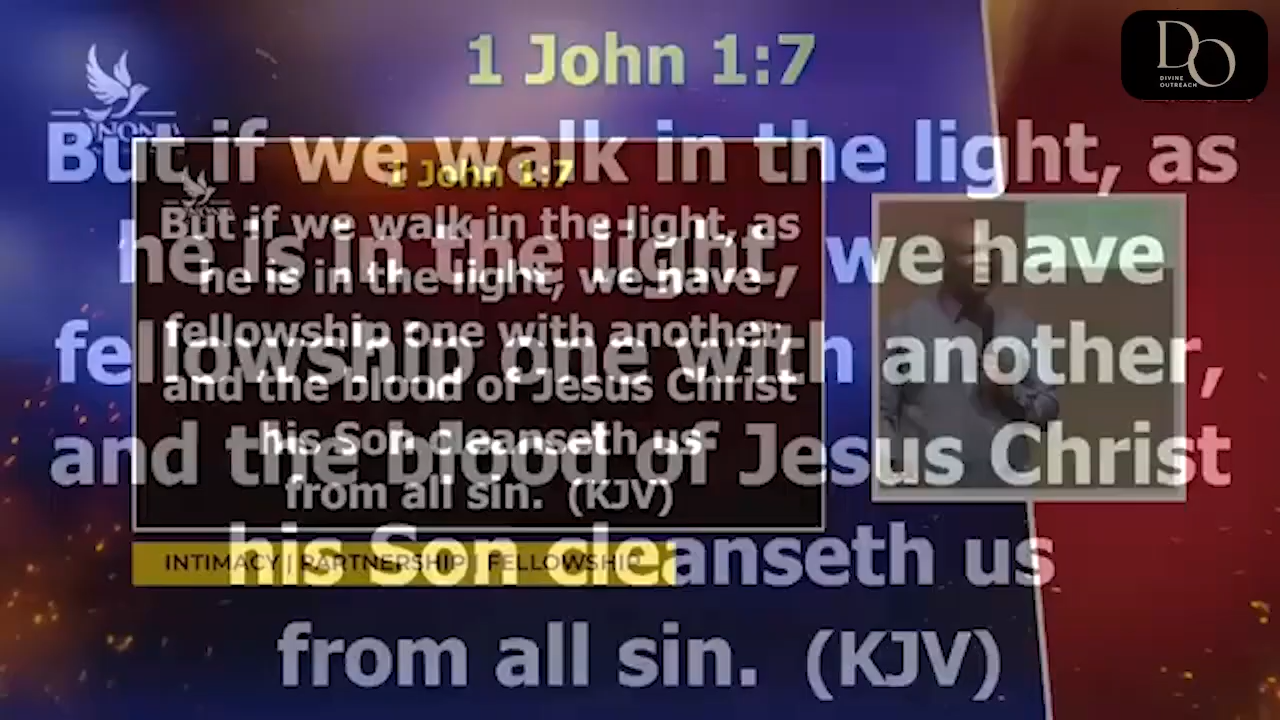 1 John 1:7
But if we walk in the light, as
he is in the light, we have
fellowship one with another,
and the blood of Jesus Christ
his Son cleanseth us
from all sin. (KJV)
1 John 1:7
But if we walk in the light, as
he is in the light, we have
fellowship one with another,
and the blood of Jesus Christ
his Son cleanseth us
from all sin. (KJV)
INTIMACY | PARTNERSHIP | FELLOWSHIP
DO
DIVINE
OUTREACH